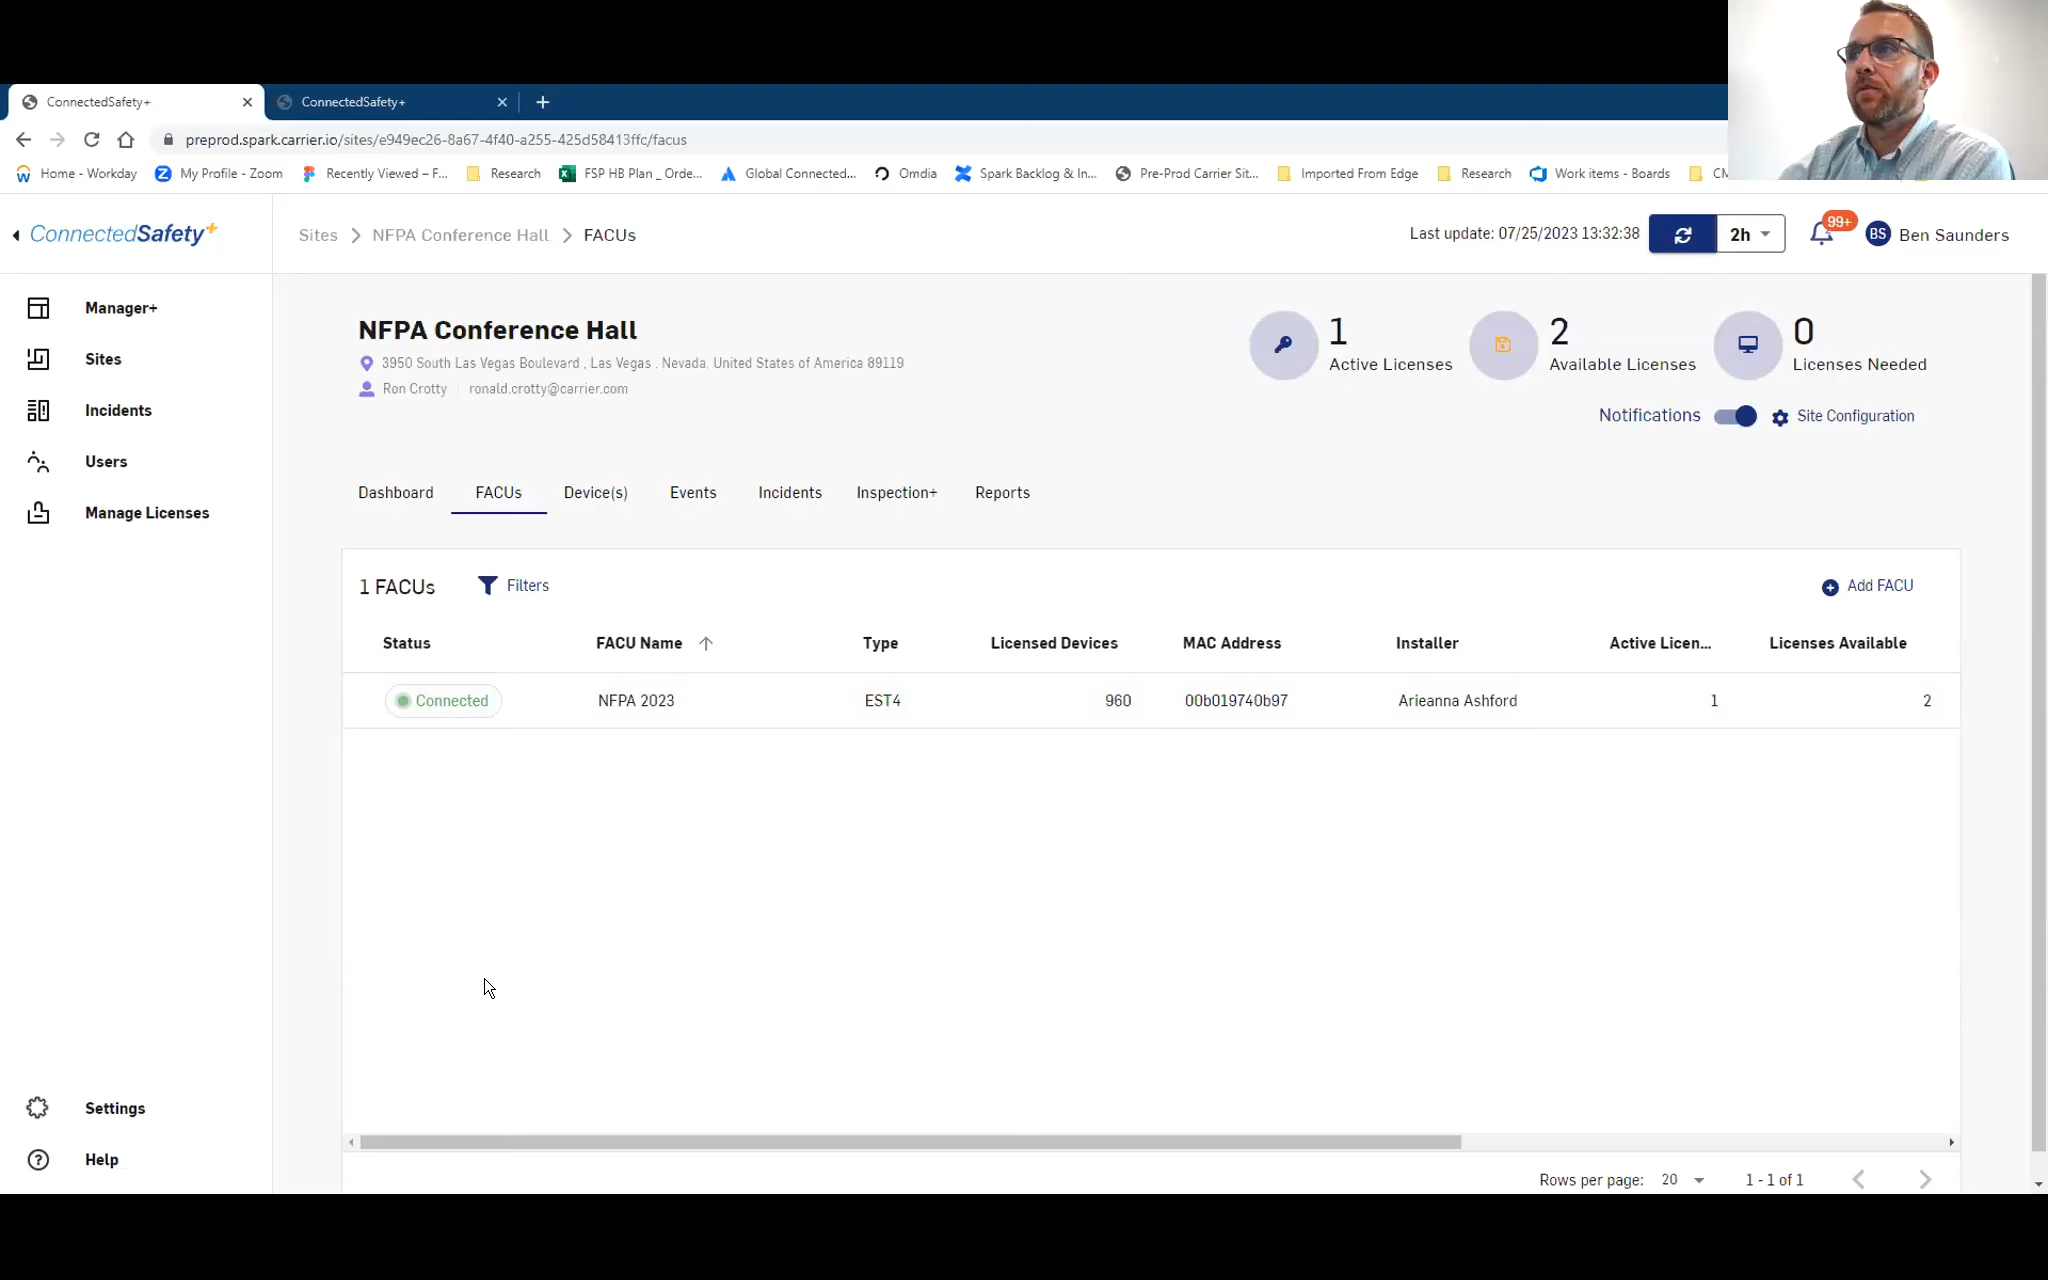 ConnectedSafety+
ConnectedSafety+
preprod.spark.carrier.io/sites/e949ec26-8a67-4f40-a255-425d58413ffc/facus
Home - Workday My Profile - Zoom Recently Viewed – F... Research FSP HB Plan _ Orde... Global Connected... Omdia Spark Backlog & In... Pre-Prod Carrier Sit... Imported From Edge Research Work items - Boards CM
ConnectedSafety+
Sites > NFPA Conference Hall > FACUs
Last update: 07/25/2023 13:32:38
2h
99+
BS Ben Saunders
Manager+
Sites
Incidents
Users
Manage Licenses
Settings
Help
NFPA Conference Hall
3950 South Las Vegas Boulevard , Las Vegas , Nevada, United States of America 89119
Ron Crotty ronald.crotty@carrier.com
1
Active Licenses
2
Available Licenses
0
Licenses Needed
Notifications Site Configuration
Dashboard FACUs Device(s) Events Incidents Inspection+ Reports
1 FACUs Filters Add FACU
Status FACU Name Type Licensed Devices MAC Address Installer Active Licen... Licenses Available
Connected NFPA 2023 EST4 960 00b019740b97 Arieanna Ashford 1 2
Rows per page: 20 1 - 1 of 1